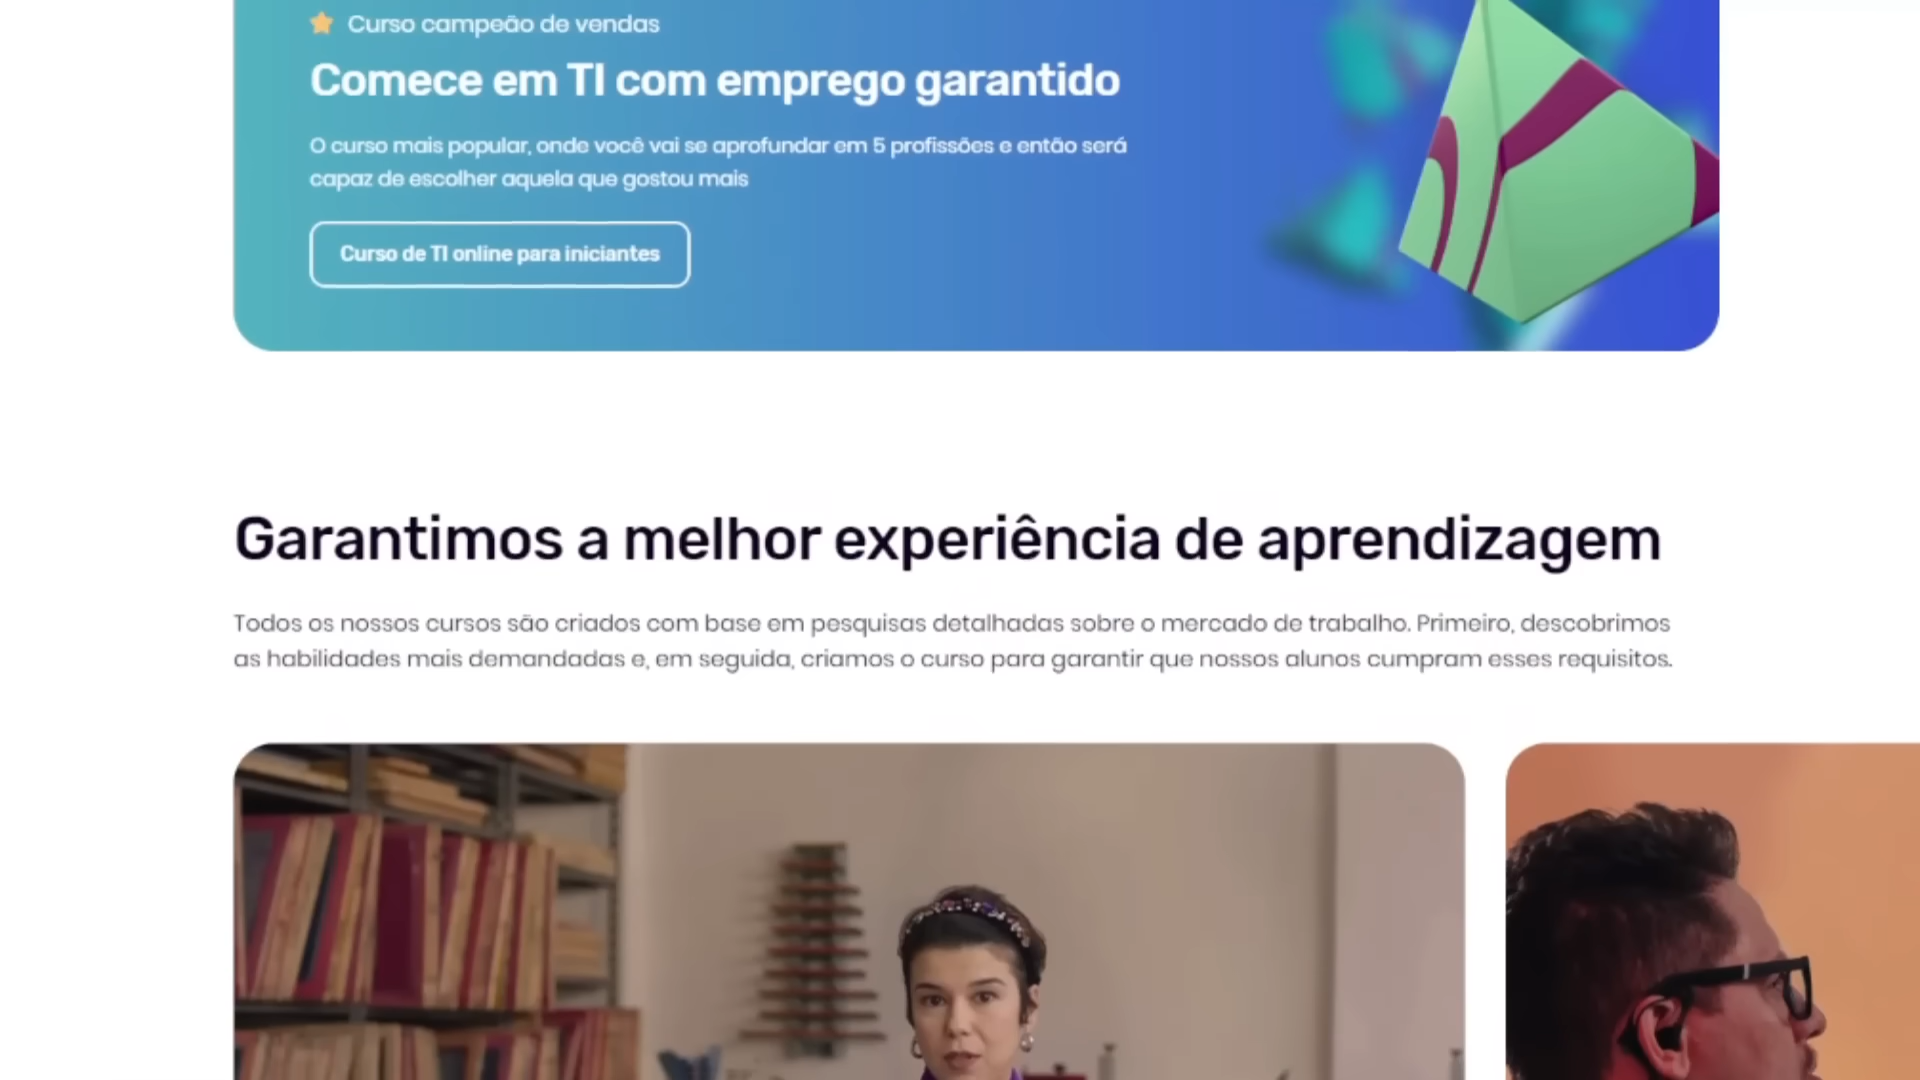 Curso campeão de vendas
Comece em TI com emprego garantido
O curso mais popular, onde você vai se aprofundar em 5 profissões e então será
capaz de escolher aquela que gostou mais
Curso de TI online para iniciantes
Garantimos a melhor experiência de aprendizagem
Todos os nossos cursos são criados com base em pesquisas detalhadas sobre o mercado de trabalho. Primeiro, descobrimos
as habilidades mais demandadas e, em seguida, criamos o curso para garantir que nossos alunos cumpram esses requisitos.